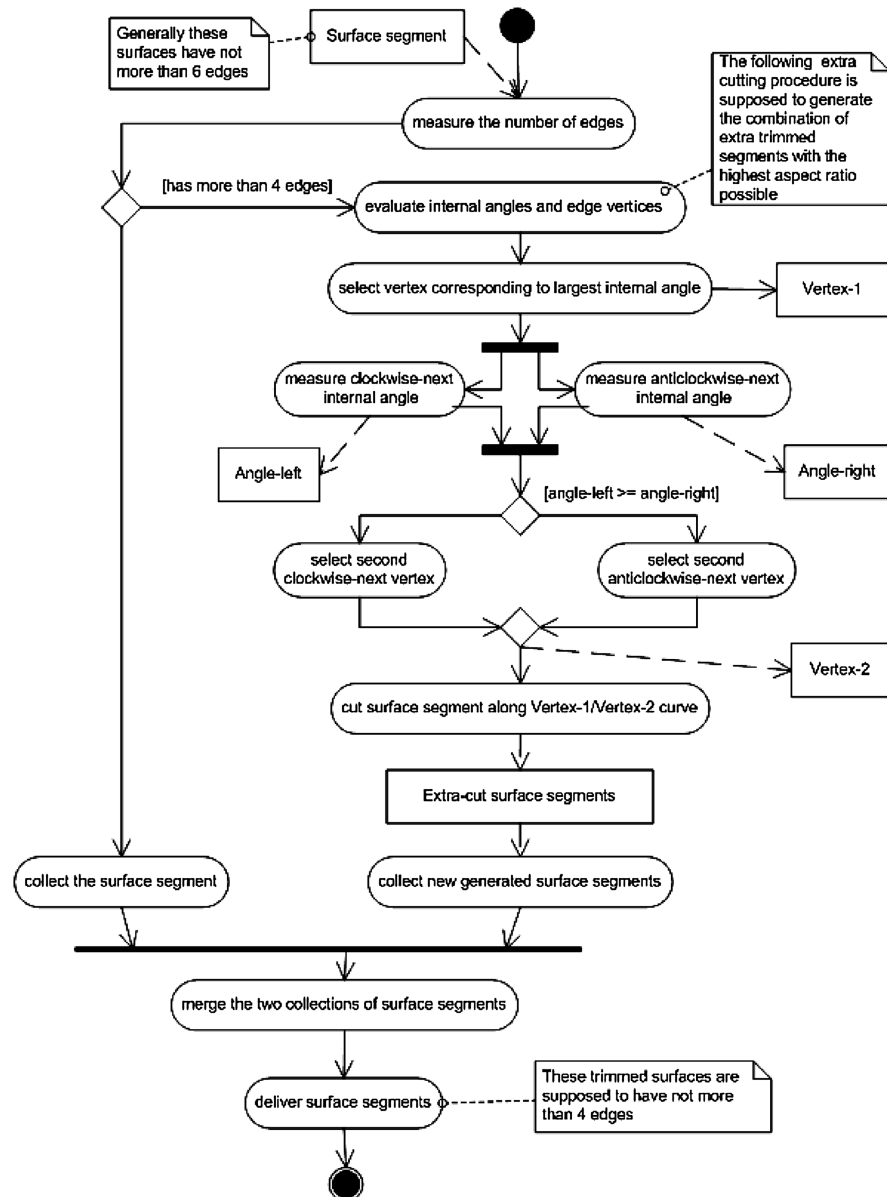 Generally these
surfaces have not
more than 6 edges
Surface segment
The following extra
cutting procedure is
supposed to generate
the combination of
extra trimmed
segments with the
highest aspect ratio
possible
measure the number of edges
[has more than 4 edges]
evaluate internal angles and edge vertices
select vertex corresponding to largest internal angle
Vertex-1
measure clockwise-next
internal angle
measure anticlockwise-next
internal angle
Angle-left
Angle-right
[angle-left >= angle-right]
select second
clockwise-next vertex
select second
anticlockwise-next vertex
Vertex-2
cut surface segment along Vertex-1/Vertex-2 curve
Extra-cut surface segments
collect the surface segment
collect new generated surface segments
merge the two collections of surface segments
deliver surface segments
These trimmed surfaces are
supposed to have not more
than 4 edges